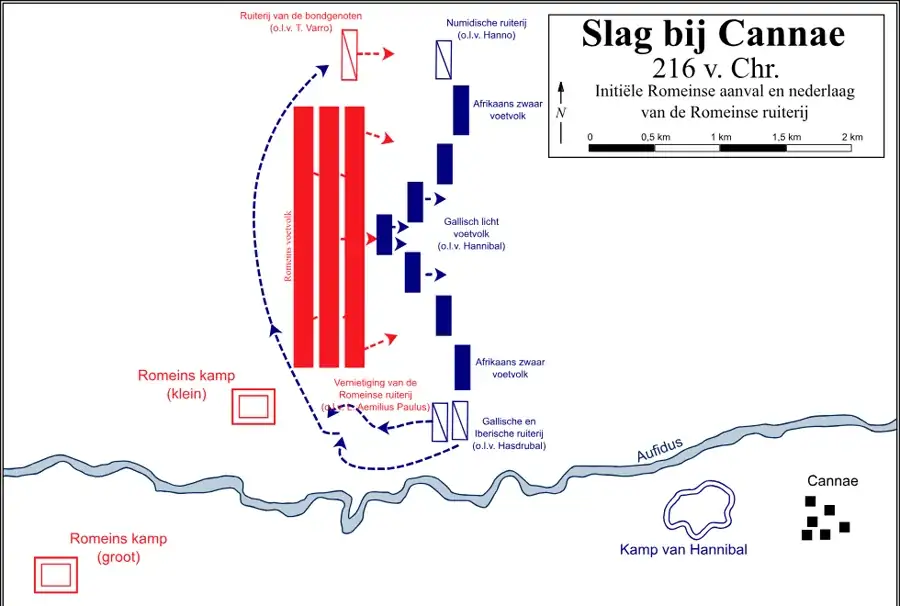 Slag bij Cannae
216 v. Chr.
Initiële Romeinse aanval en nederlaag
van de Romeinse ruiterij
N
0 0,5 km 1 km 1,5 km 2 km
Ruiterij van de bondgenoten
(o.l.v. T. Varro)
Numidische ruiterij
(o.l.v. Hanno)
Afrikaans zwaar
voetvolk
Romeins voetvolk
Gallisch licht
voetvolk
(o.l.v. Hannibal)
Afrikaans zwaar
voetvolk
Romeins kamp
(klein)
Vernietiging van de
Romeinse ruiterij
(o.l.v. L. Aemilius Paulus)
Gallische en
Iberische ruiterij
(o.l.v. Hasdrubal)
Aufidus
Cannae
Kamp van Hannibal
Romeins kamp
(groot)